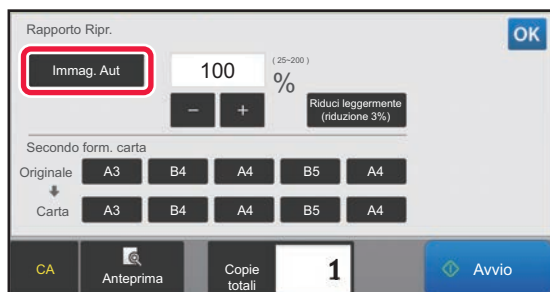 Rapporto Ripr.
OK
Immag. Aut
100
(25~200)
%
− +
Riduci leggermente
(riduzione 3%)
Secondo form. carta
Originale A3 B4 A4 B5 A4
Carta A3 B4 A4 B5 A4
CA
Anteprima
Copie
totali
1
Avvio